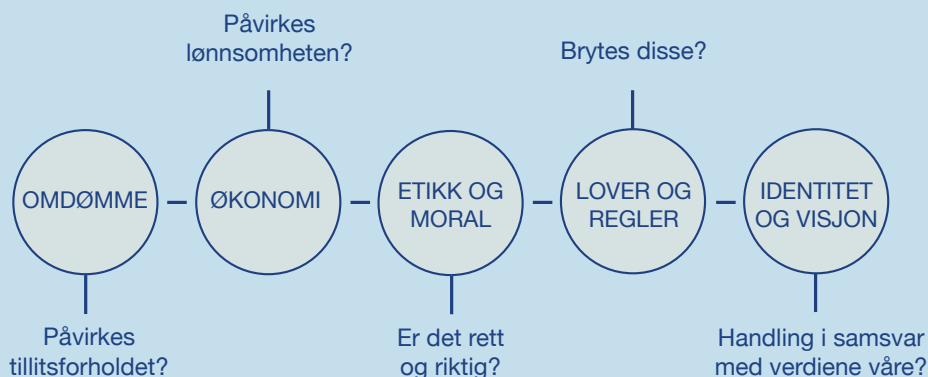 Påvirkes
lønnsomheten?
Brytes disse?
OMDØMME
ØKONOMI
ETIKK OG
MORAL
LOVER OG
REGLER
IDENTITET
OG VISJON
Påvirkes
tillitsforholdet?
Er det rett
og riktig?
Handling i samsvar
med verdiene våre?